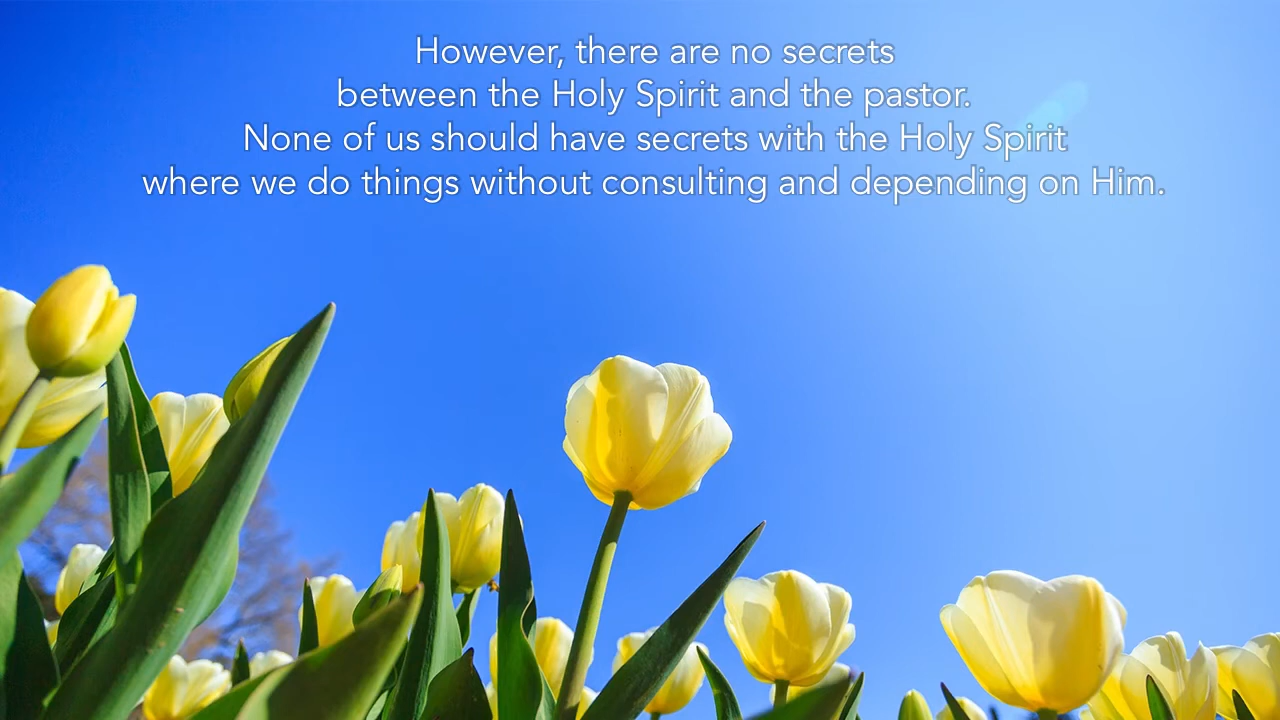 However, there are no secrets
between the Holy Spirit and the pastor.
None of us should have secrets with the Holy Spirit
where we do things without consulting and depending on Him.